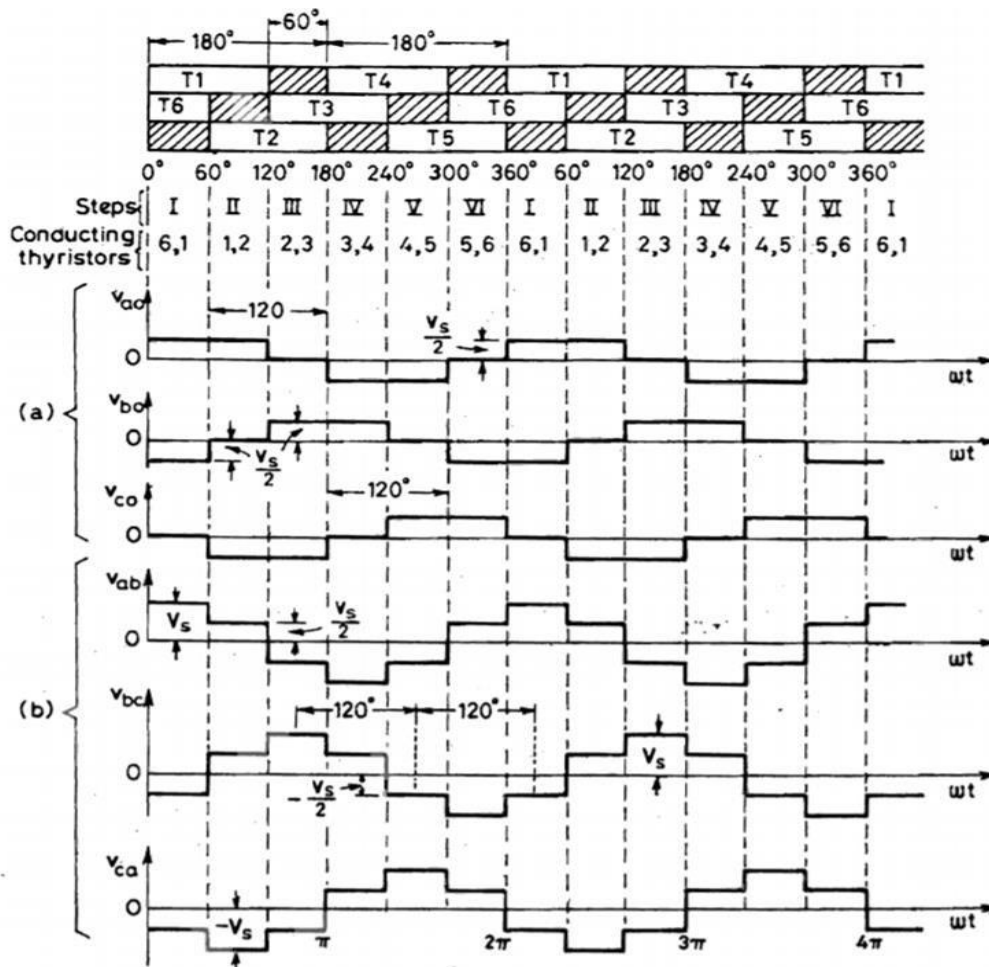 60°
180° 180°
T1 T4 T1 T4 T1
T6 T3 T6 T3 T6
T2 T5 T2 T5
0° 60° 120° 180° 240° 300° 360° 60° 120° 180° 240° 300° 360°
Steps I II III IV V VI I II III IV V VI I
Conducting thyristors 6,1 1,2 2,3 3,4 4,5 5,6 6,1 1,2 2,3 3,4 4,5 5,6 6,1
(a)
vao
120
Vs/2
0
ωt
vbo
0
Vs/2
ωt
120°
vco
0
ωt
(b)
vab
Vs
Vs/2
0
ωt
vbc
120° 120°
0
Vs
-Vs/2
ωt
vca
0
-Vs
ωt
π 2π 3π 4π